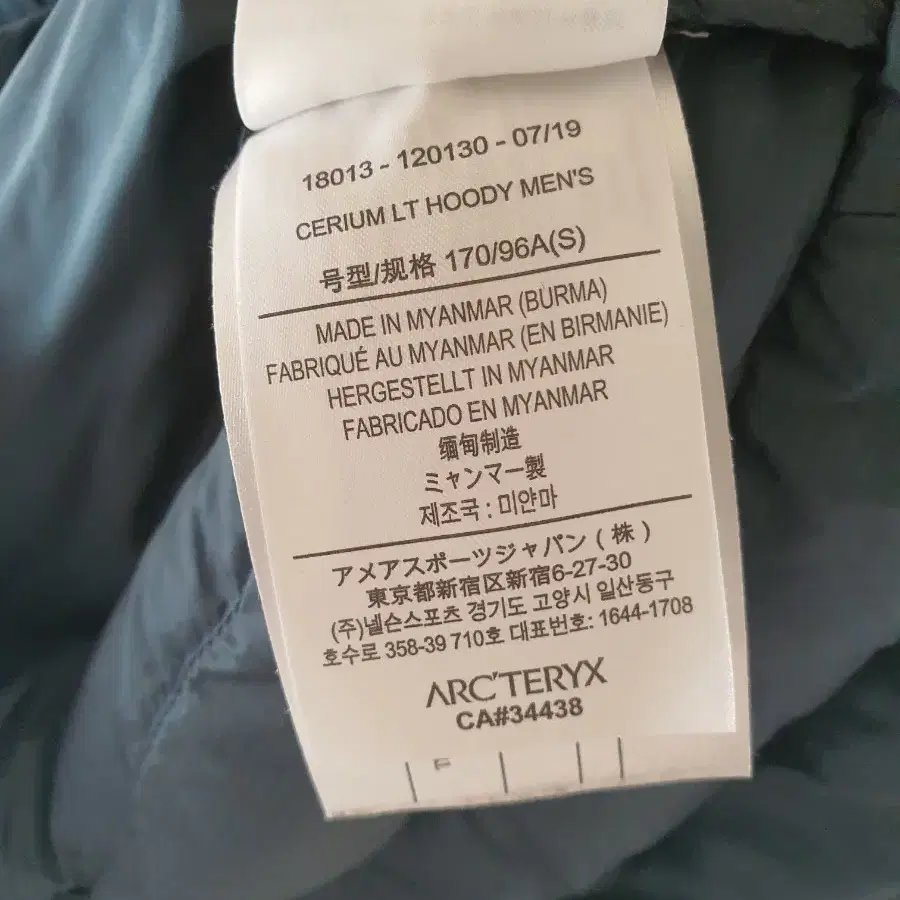 18013 - 120130 - 07/19
CERIUM LT HOODY MEN'S
号型/规格 170/96A(S)
MADE IN MYANMAR (BURMA)
FABRIQUÉ AU MYANMAR (EN BIRMANIE)
HERGESTELLT IN MYANMAR
FABRICADO EN MYANMAR
缅甸制造
ミャンマー製
제조국 : 미얀마
アメアスポーツジャパン ( 株 )
東京都新宿区新宿6-27-30
(주)넬슨스포츠 경기도 고양시 일산동구
호수로 358-39 710호 대표번호: 1644-1708
ARC'TERYX
CA#34438